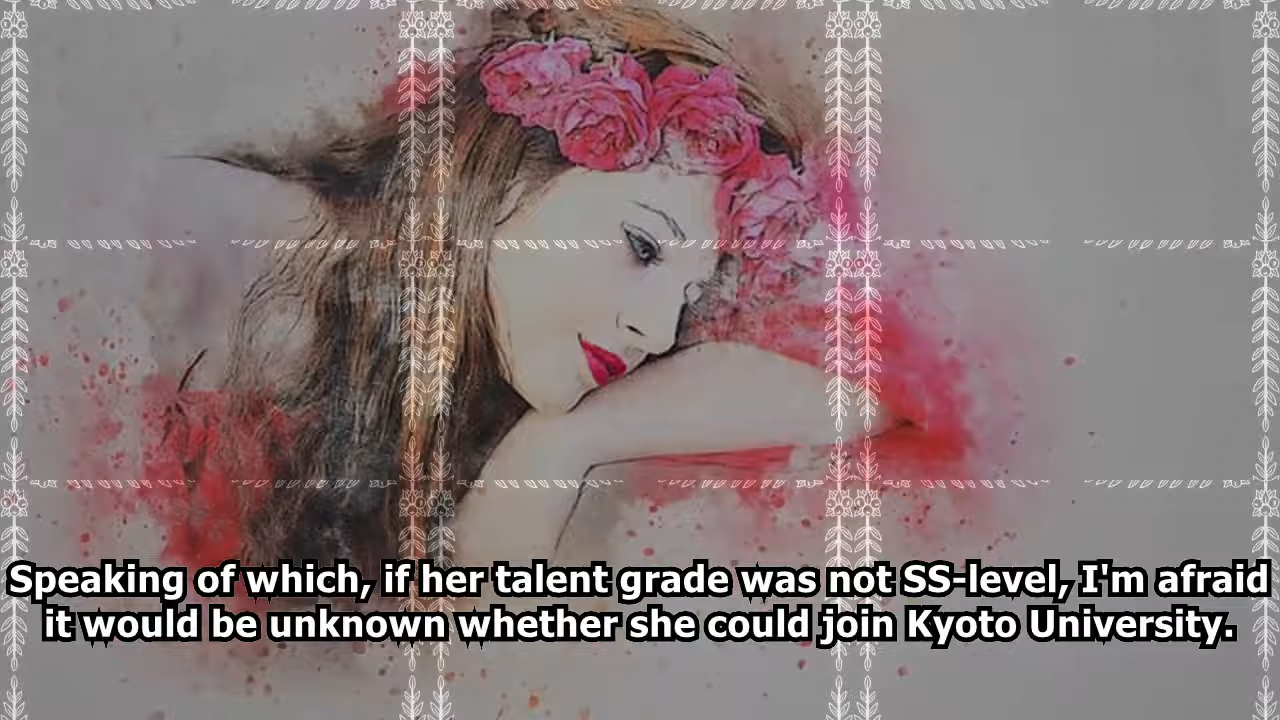 Speaking of which, if her talent grade was not SS-level, I'm afraid
it would be unknown whether she could join Kyoto University.